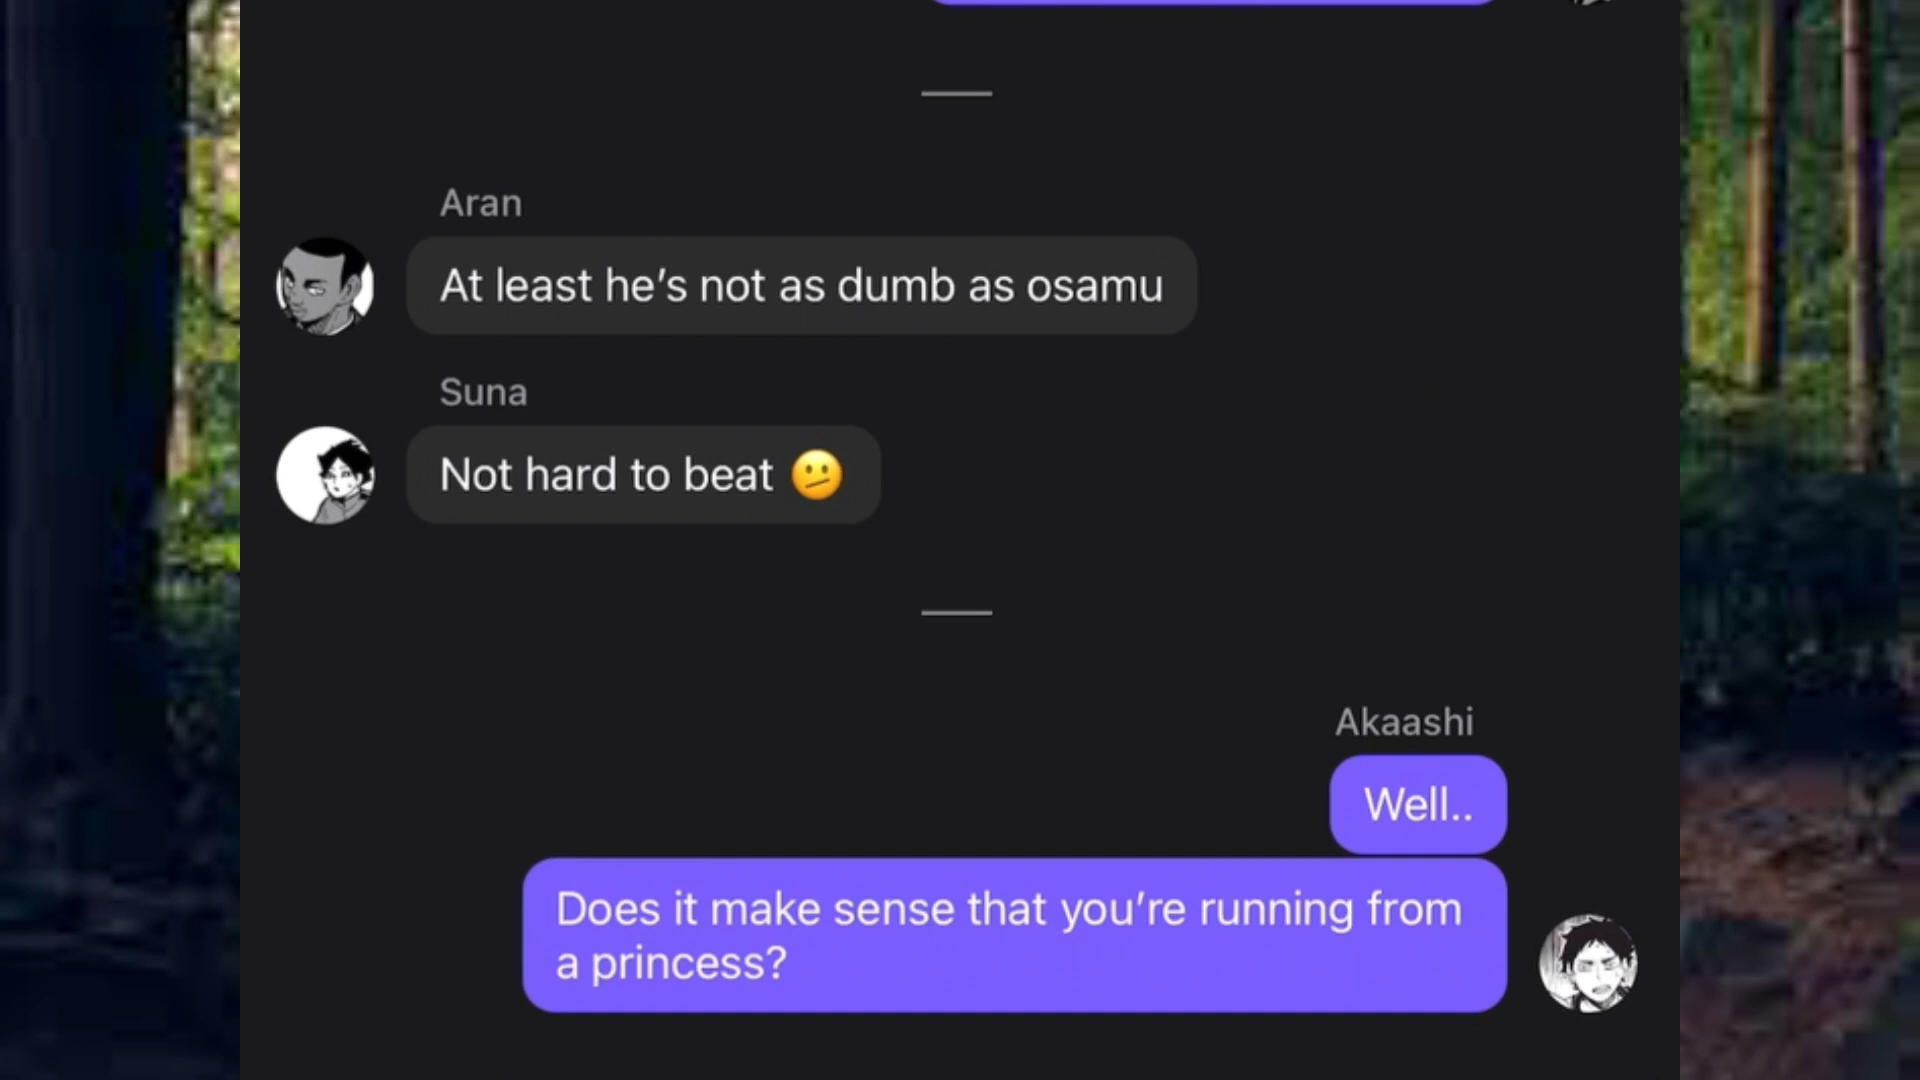 Aran
At least he’s not as dumb as osamu
Suna
Not hard to beat 🫤
Akaashi
Well..
Does it make sense that you’re running from
a princess?